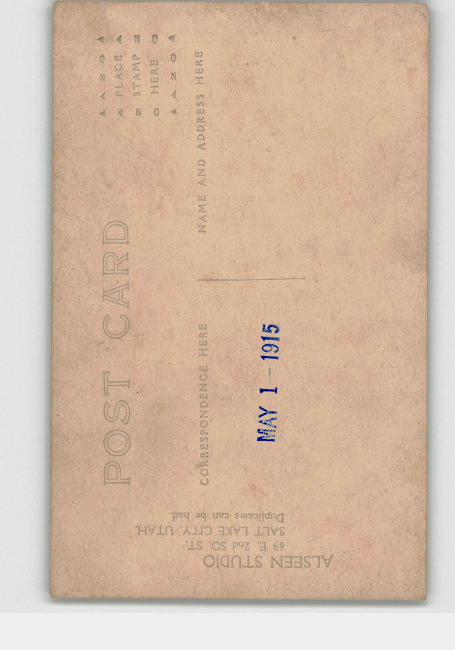 POST CARD
▲ A Z O ▲
A PLACE A
Z STAMP Z
O HERE O
▲ A Z O ▲
CORRESPONDENCE HERE
NAME AND ADDRESS HERE
MAY 1 - 1915
ALSEEN STUDIO
69 E. 2nd SO. ST.
SALT LAKE CITY, UTAH.
Duplicates can be had.